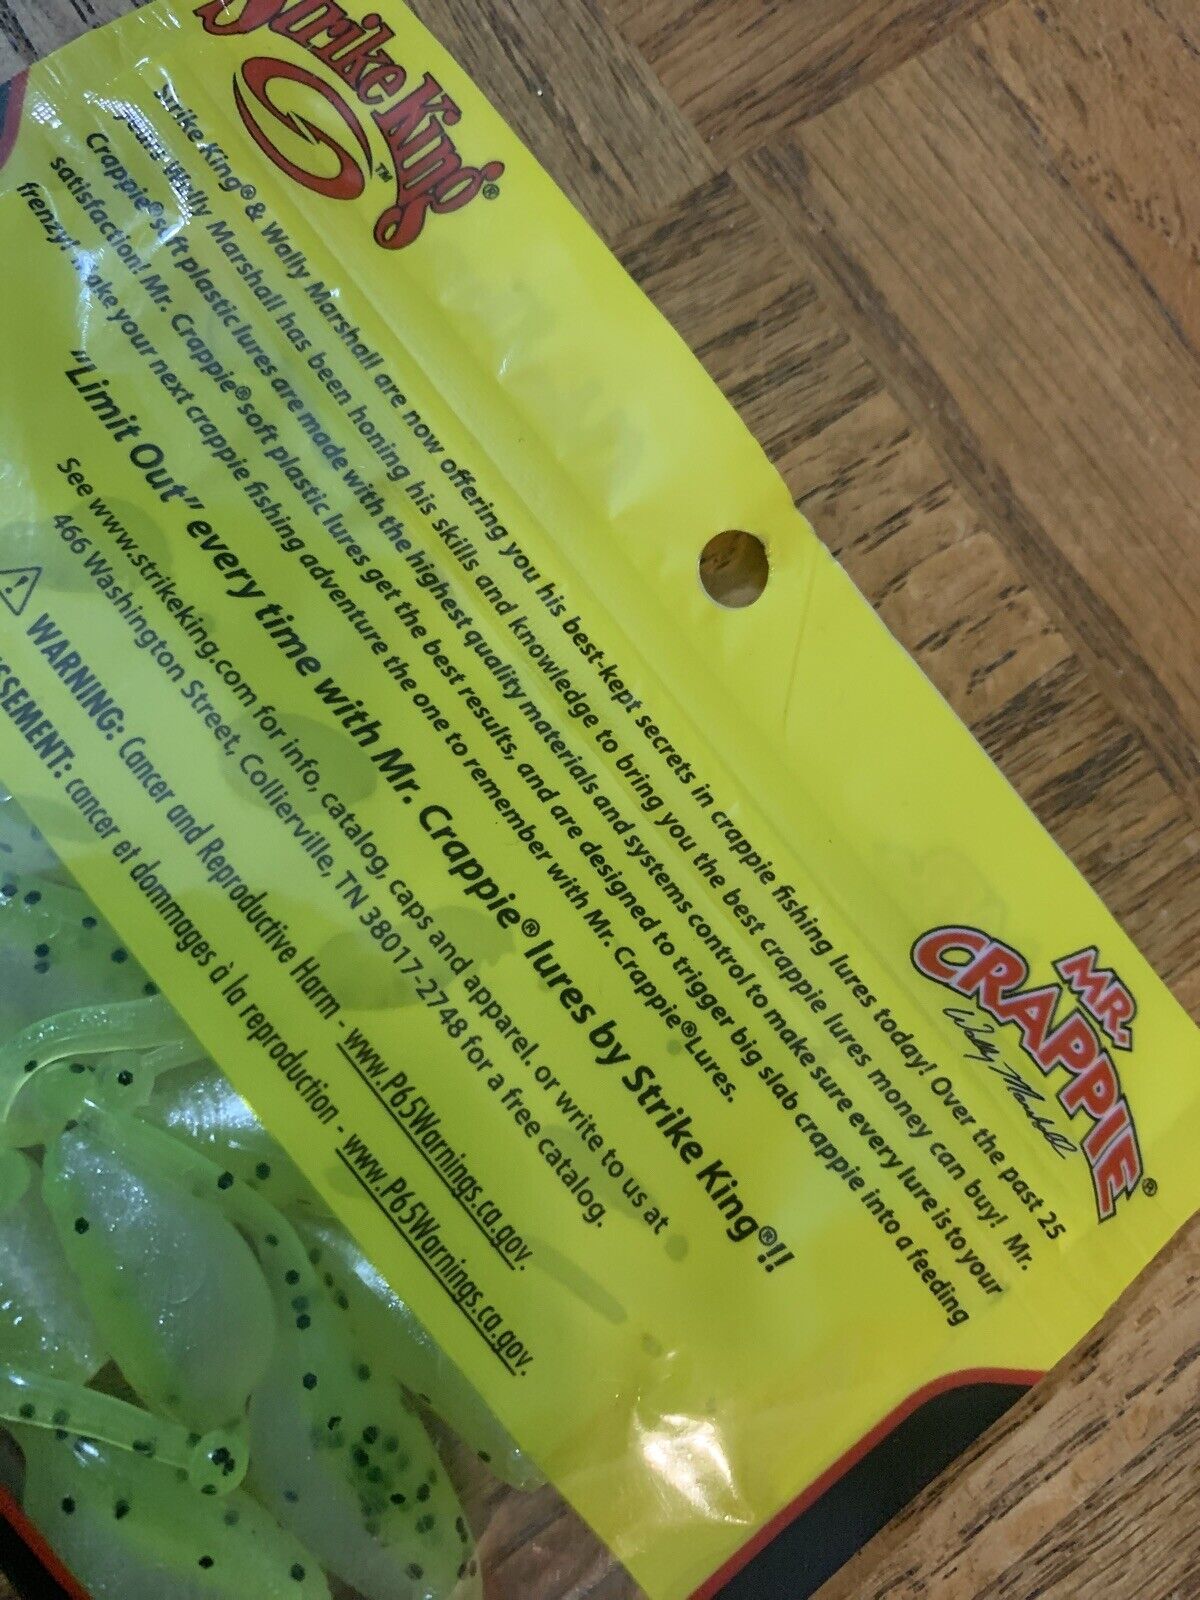 Strike King®
TM
MR.
CRAPPIE®
Wally Marshall
Strike King® & Wally Marshall are now offering you his best-kept secrets in crappie fishing lures today! Over the past 25
Wally Marshall has been honing his skills and knowledge to bring you the best crappie lures money can buy! Mr.
Crappie® soft plastic lures are made with the highest quality materials and systems control to make sure every lure is to your
satisfaction! Mr. Crappie® soft plastic lures get the best results, and are designed to trigger big slab crappie into a feeding
frenzy! Make your next crappie fishing adventure the one to remember with Mr. Crappie® Lures.
"Limit Out" every time with Mr. Crappie® lures by Strike King®!!
See www.strikeking.com for info, catalog, caps and apparel. or write to us at
466 Washington Street, Collierville, TN 38017-2748 for a free catalog.
WARNING: Cancer and Reproductive Harm - www.P65Warnings.ca.gov.
cancer et dommages à la reproduction - www.P65Warnings.ca.gov.